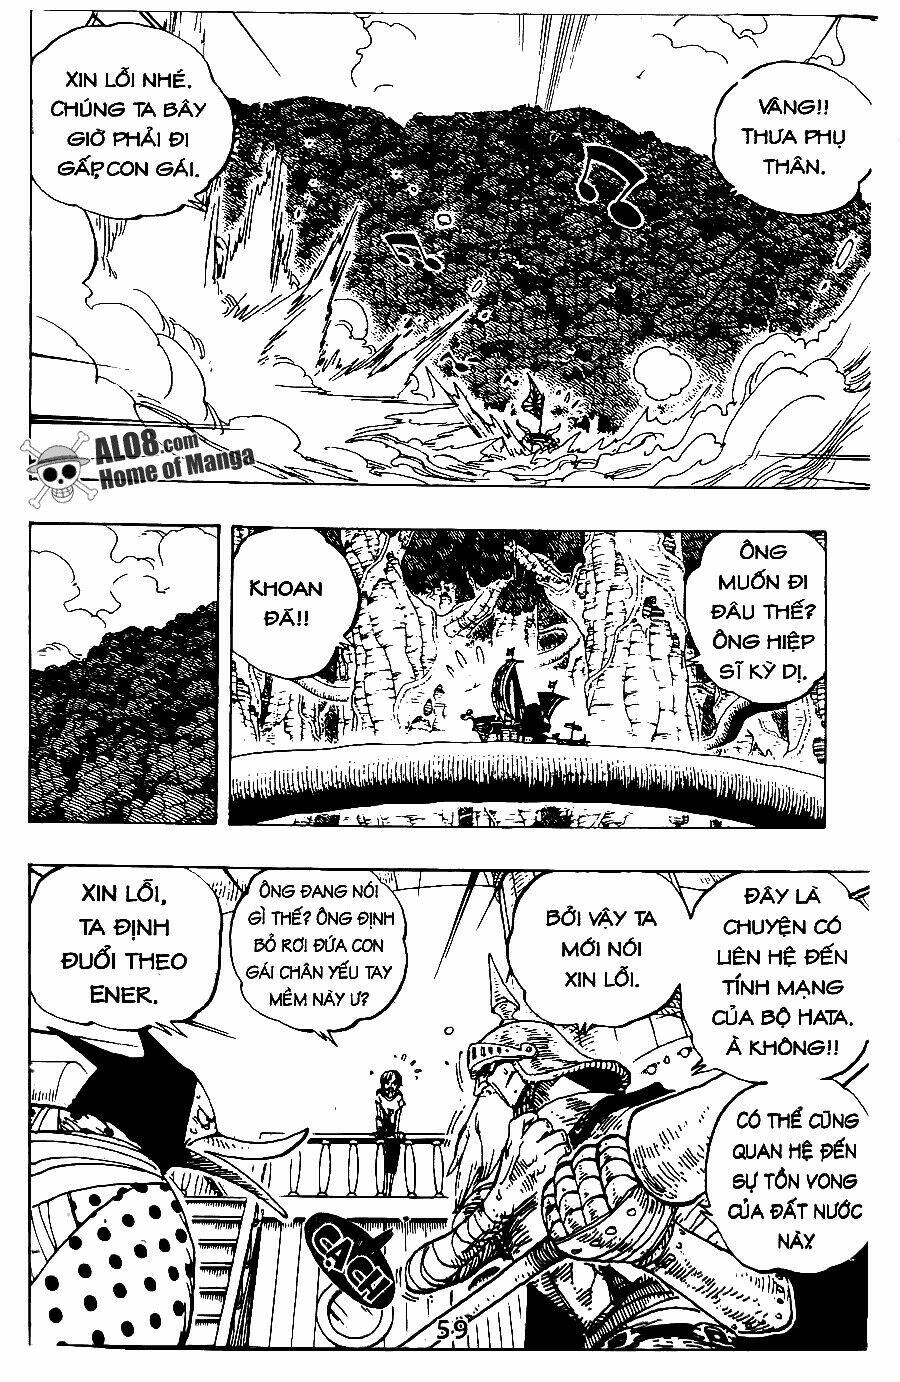 XIN LỖI NHÉ.
CHÚNG TA BÂY
GIỜ PHẢI ĐI
GẤP, CON GÁI.
VÂNG!!
THƯA PHỤ
THÂN.
ALO8.com
Home of Manga
KHOAN
ĐÃ!!
ÔNG
MUỐN ĐI
ĐÂU THẾ?
ÔNG HIỆP
SĨ KỲ DỊ.
XIN LỖI,
TA ĐỊNH
ĐUỔI THEO
ENER.
ÔNG ĐANG NÓI
GÌ THẾ? ÔNG ĐỊNH
BỎ RƠI ĐỨA CON
GÁI CHÂN YẾU TAY
MỀM NÀY Ư?
BỞI VẬY TA
MỚI NÓI
XIN LỖI.
ĐÂY LÀ
CHUYỆN CÓ
LIÊN HỆ ĐẾN
TÍNH MẠNG
CỦA BỘ HATA.
À KHÔNG!!
CÓ THỂ CŨNG
QUAN HỆ ĐẾN
SỰ TỒN VONG
CỦA ĐẤT NƯỚC
NÀY.
CẠCH
59